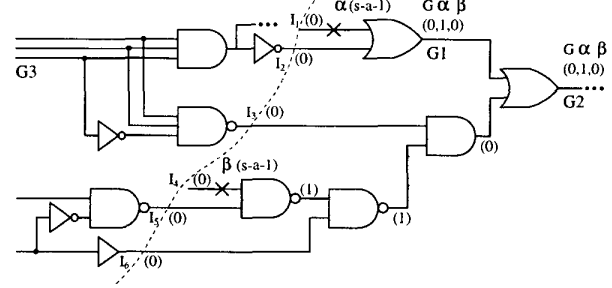 I1 (0) α (s-a-1) G α β
(0,1,0)
G1
G α β
(0,1,0)
G2
G3
I2 (0)
I3 (0)
(0)
β (s-a-1)
I4 (0)
(1)
(1)
I5 (0)
I6 (0)